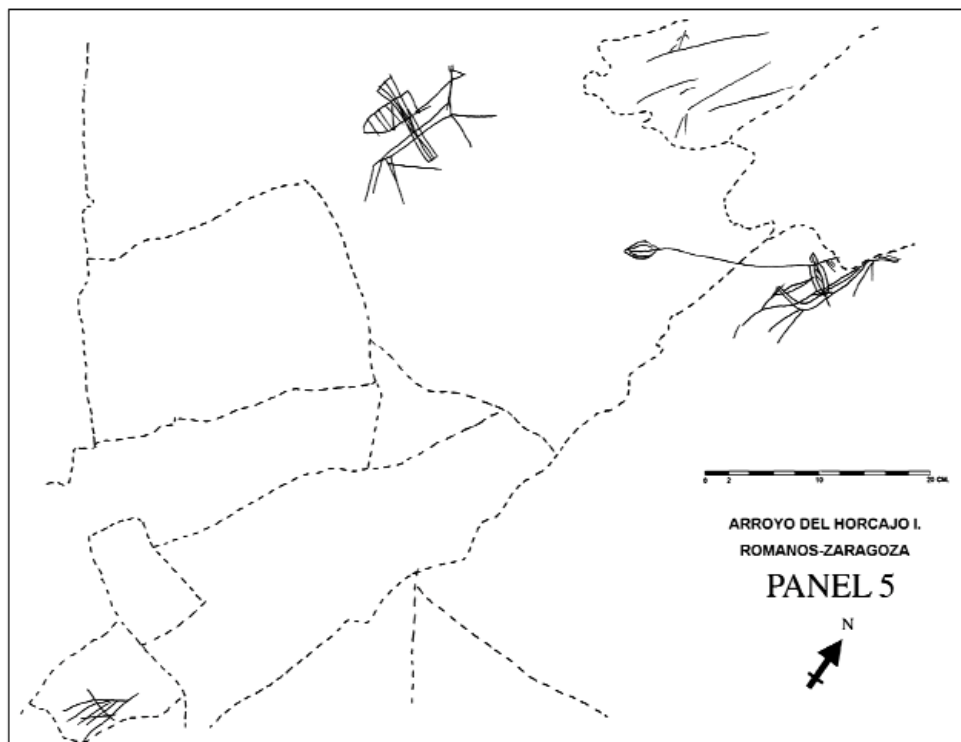 0 2 10 20 CM.
ARROYO DEL HORCAJO I.
ROMANOS-ZARAGOZA
PANEL 5
N